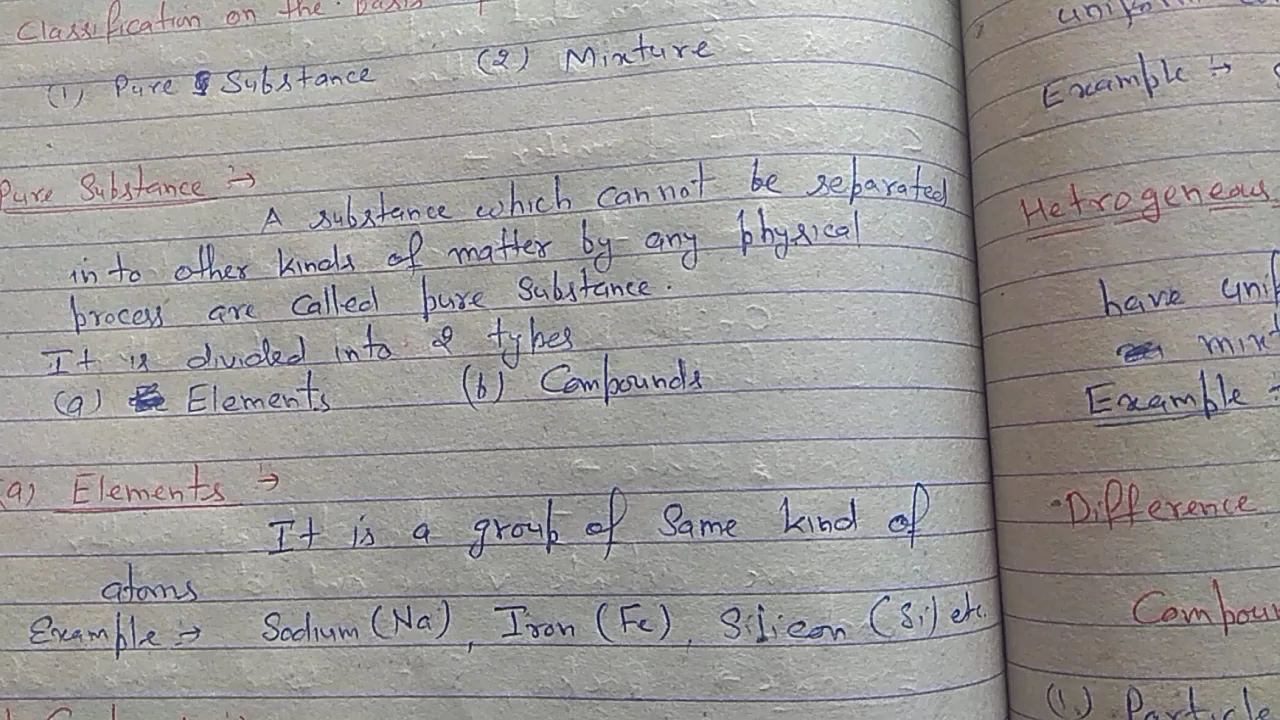 Classification on the basis
(1) Pure Substance (2) Mixture
Pure Substance :→
A substance which cannot be separated
in to other kinds of matter by any physical
process are called pure substance.
It is divided into 2 types
(a) Elements (b) Compounds
(a) Elements :→
It is a group of same kind of
atoms
Example :→ Sodium (Na), Iron (Fe), Silicon (Si) etc.
Example :→
Hetrogeneous
have
Example
Difference
(1) Particle